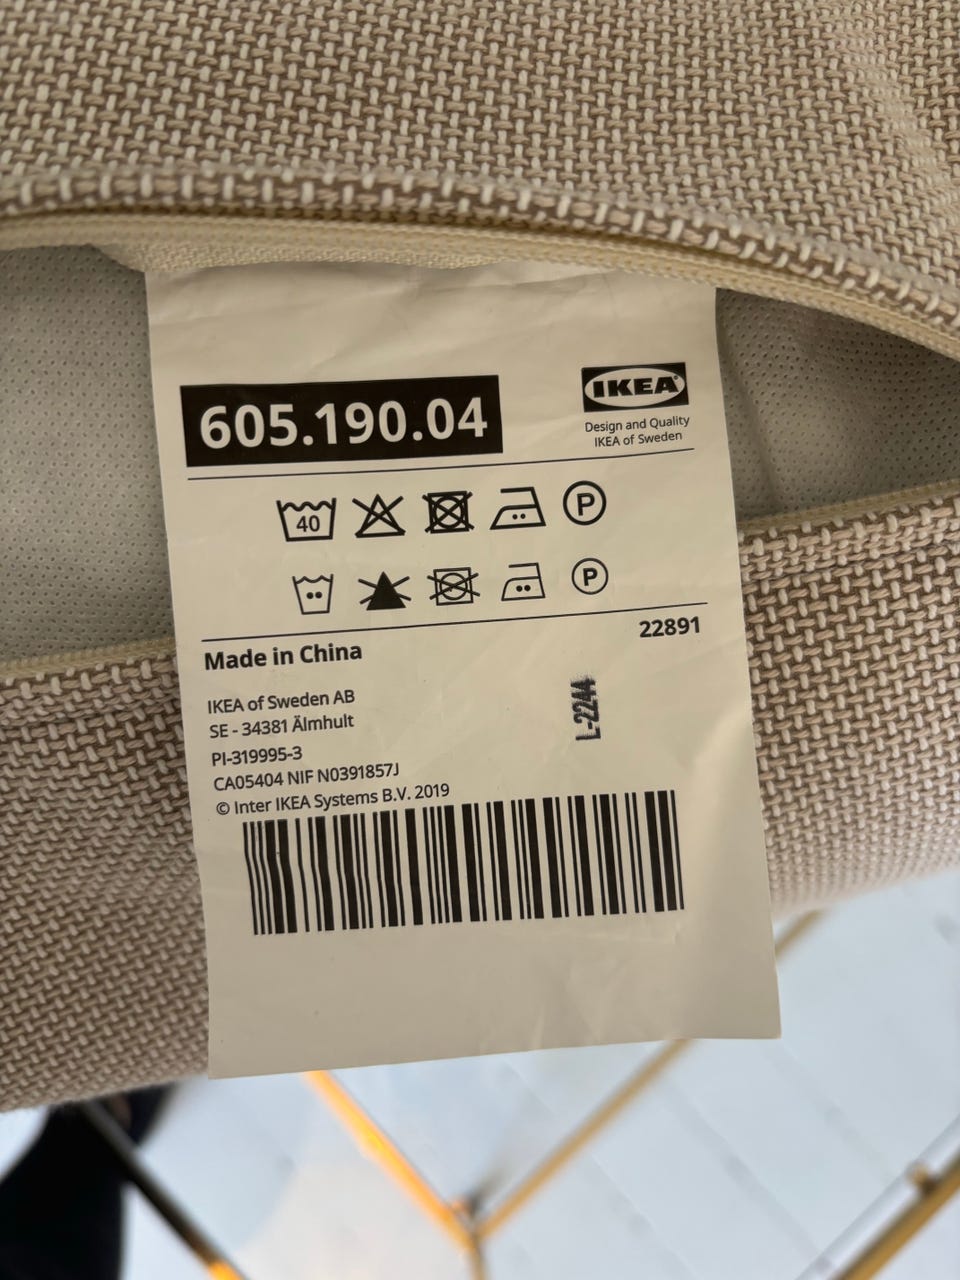 605.190.04
IKEA®
Design and Quality
IKEA of Sweden
40 P
P
22891
Made in China
IKEA of Sweden AB
SE - 34381 Älmhult
PI-319995-3
CA05404 NIF N0391857J
© Inter IKEA Systems B.V. 2019
L-2244